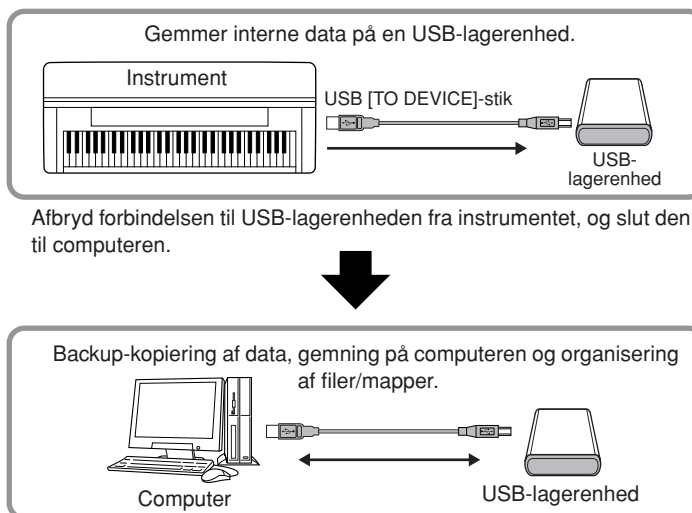 Gemmer interne data på en USB-lagerenhed.
Instrument
USB [TO DEVICE]-stik
USB-
lagerenhed
Afbryd forbindelsen til USB-lagerenheden fra instrumentet, og slut den
til computeren.
Backup-kopiering af data, gemning på computeren og organisering
af filer/mapper.
Computer
USB-lagerenhed